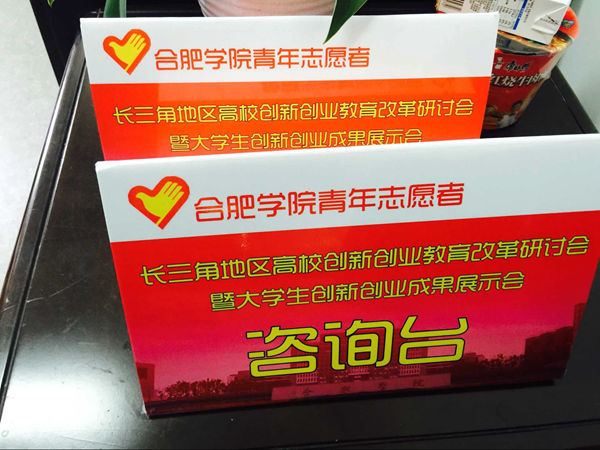 合肥学院青年志愿者
长三角地区高校创新创业教育改革研讨会
暨大学生创新创业成果展示会
合肥学院青年志愿者
长三角地区高校创新创业教育改革研讨会
暨大学生创新创业成果展示会
咨询台